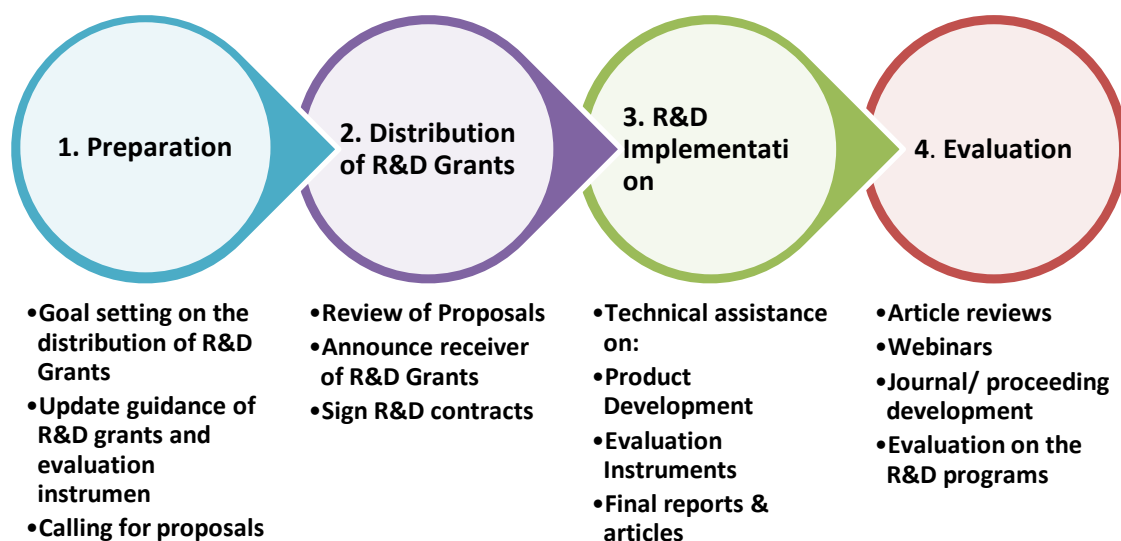 1. Preparation
2. Distribution
of R&D Grants
3. R&D
Implementati
on
4. Evaluation
•Goal setting on the
distribution of R&D
Grants
•Update guidance of
R&D grants and
evaluation
instrumen
•Calling for proposals
•Review of Proposals
•Announce receiver
of R&D Grants
•Sign R&D contracts
•Technical assistance
on:
•Product
Development
•Evaluation
Instruments
•Final reports &
articles
•Article reviews
•Webinars
•Journal/ proceeding
development
•Evaluation on the
R&D programs